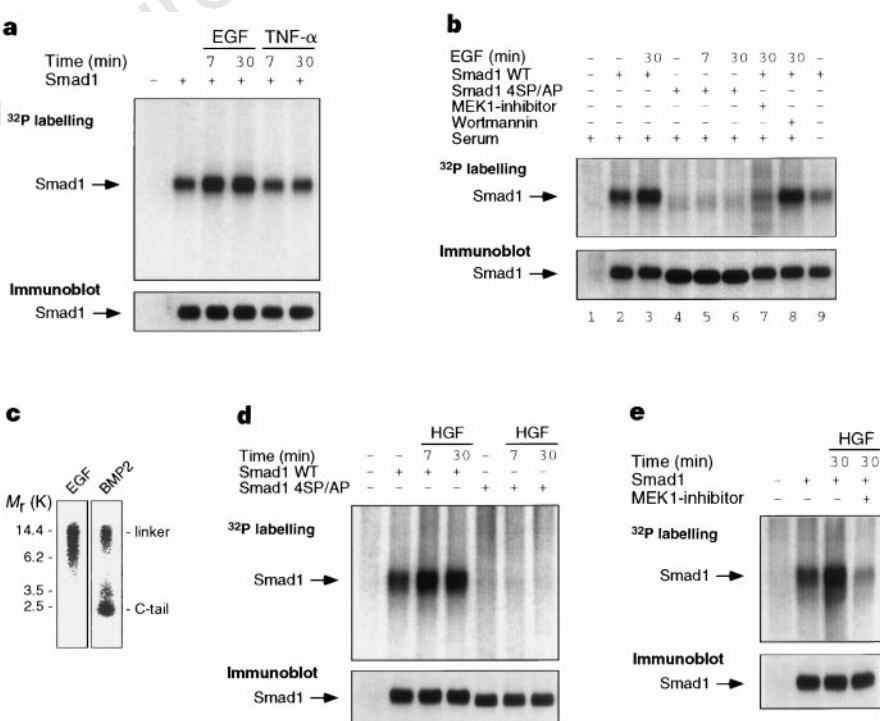 a
EGF TNF-α
Time (min) 7 30 7 30
Smad1 - + + + + +
32P labelling
Smad1
Immunoblot
Smad1
b
EGF (min) - - 30 - 7 30 30 30 -
Smad1 WT - + + - - - + + +
Smad1 4SP/AP - - - + + + - - -
MEK1-inhibitor - - - - - - + - -
Wortmannin - - - - - - - + -
Serum + + + + + + + + -
32P labelling
Smad1
Immunoblot
Smad1
1 2 3 4 5 6 7 8 9
c
EGF BMP2
Mr (K)
14.4 - - linker
6.2 -
3.5 -
2.5 - - C-tail
d
HGF HGF
Time (min) - - 7 30 - 7 30
Smad1 WT - + + + - - -
Smad1 4SP/AP - - - - + + +
32P labelling
Smad1
Immunoblot
Smad1
e
HGF
Time (min) 30 30
Smad1 - + + +
MEK1-inhibitor - - - +
32P labelling
Smad1
Immunoblot
Smad1